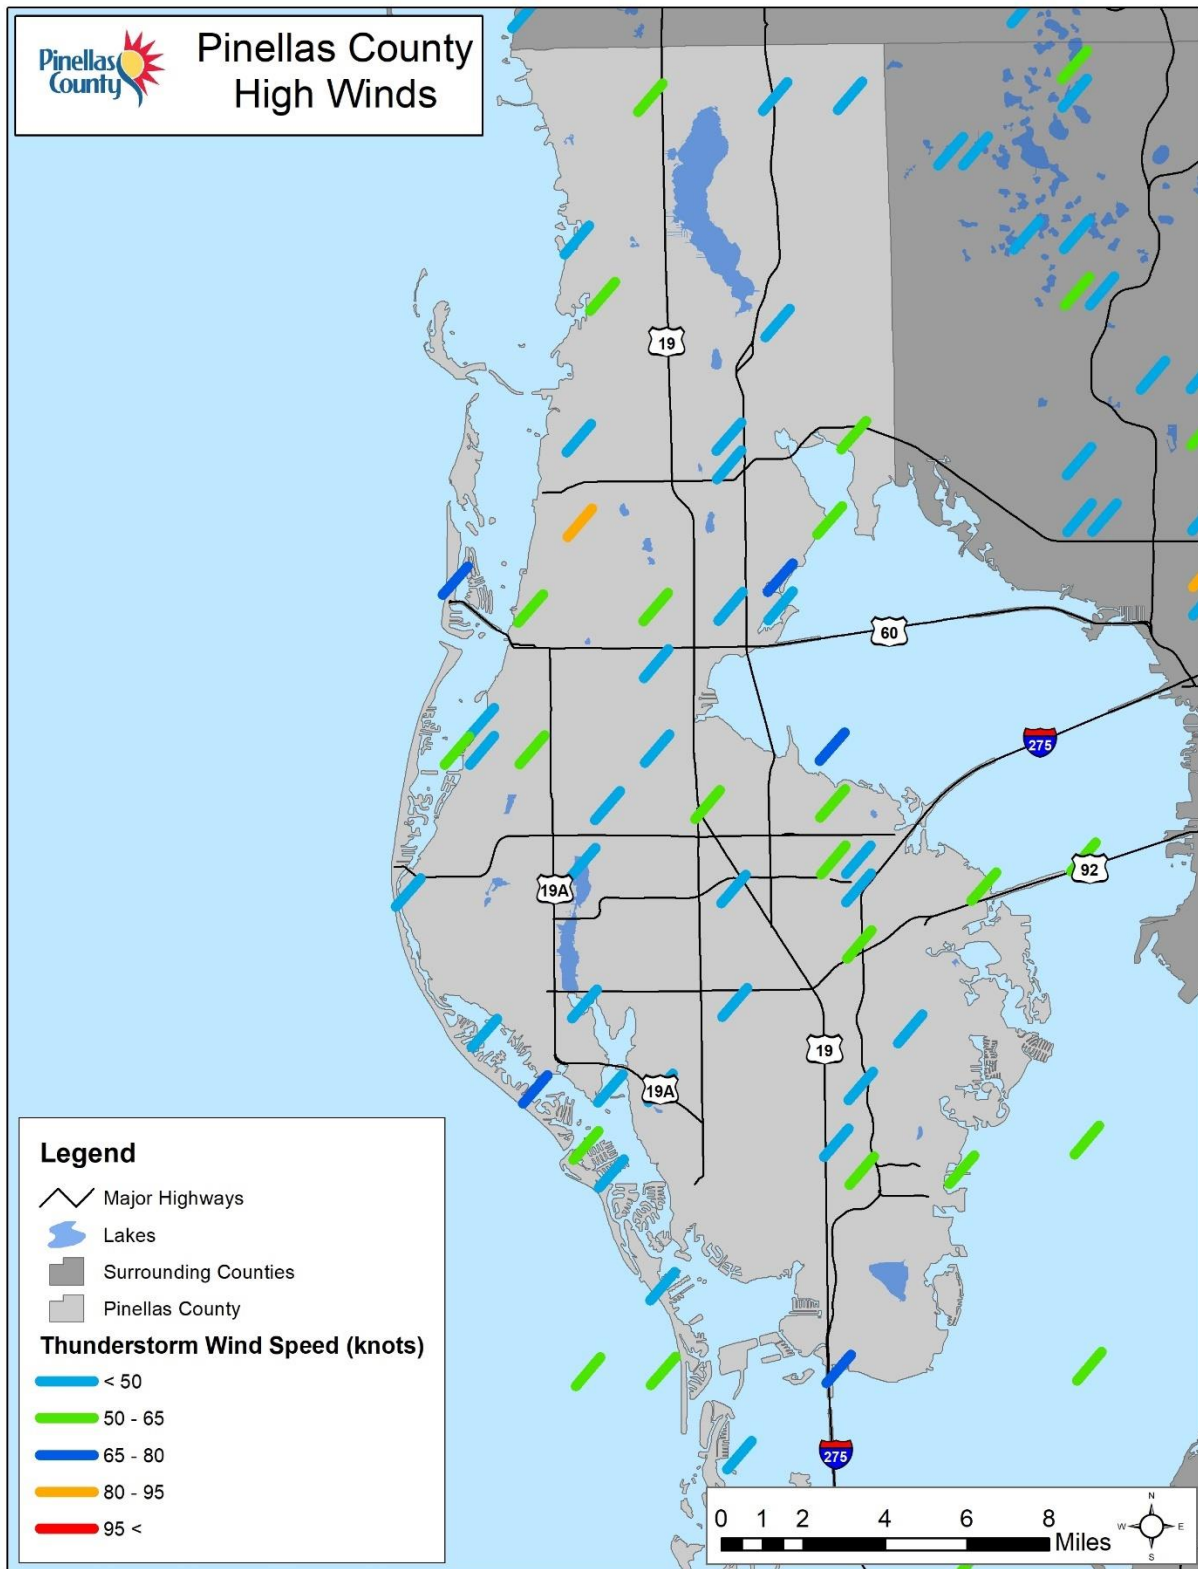 Pinellas
County
Pinellas County
High Winds
19
60
275
92
19A
19
19A
275
Legend
Major Highways
Lakes
Surrounding Counties
Pinellas County
Thunderstorm Wind Speed (knots)
< 50
50 - 65
65 - 80
80 - 95
95 <
0 1 2 4 6 8
Miles
N
W E
S